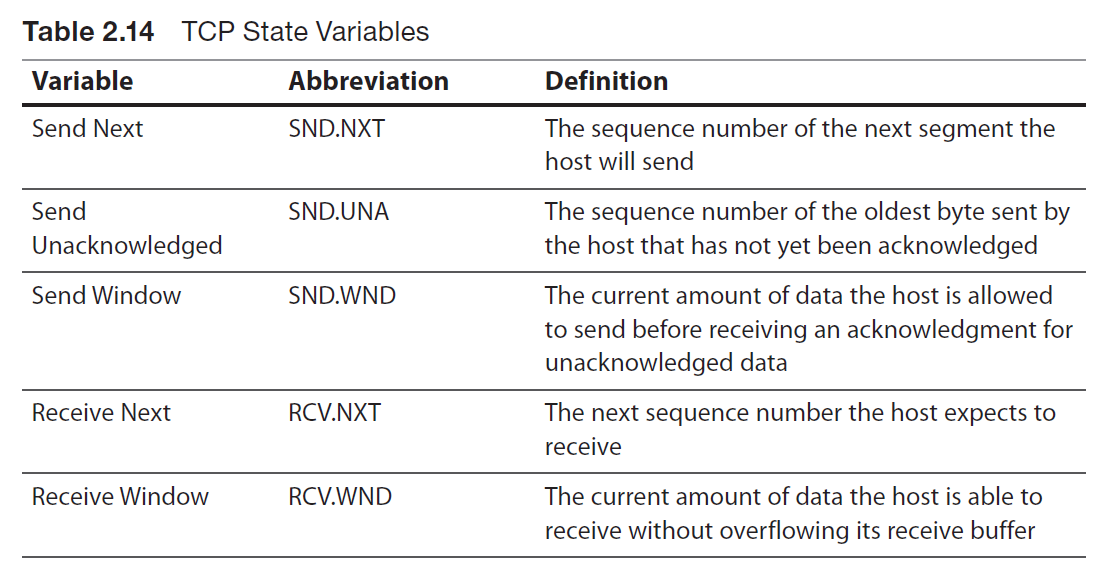 Table 2.14 TCP State Variables
Variable Abbreviation Definition
Send Next SND.NXT The sequence number of the next segment the
host will send
Send SND.UNA The sequence number of the oldest byte sent by
Unacknowledged the host that has not yet been acknowledged
Send Window SND.WND The current amount of data the host is allowed
to send before receiving an acknowledgment for
unacknowledged data
Receive Next RCV.NXT The next sequence number the host expects to
receive
Receive Window RCV.WND The current amount of data the host is able to
receive without overflowing its receive buffer